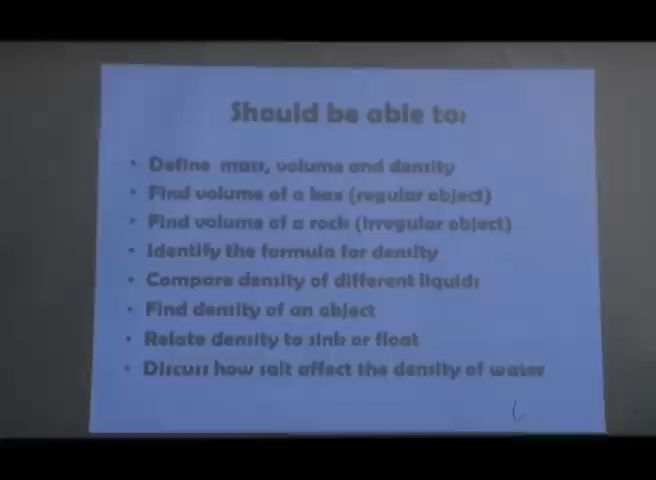 Should be able to:
• Define mass, volume and density
• Find volume of a box (regular object)
• Find volume of a rock (irregular object)
• Identify the formula for density
• Compare density of different liquids
• Find density of an object
• Relate density to sink or float
• Discuss how salt affect the density of water